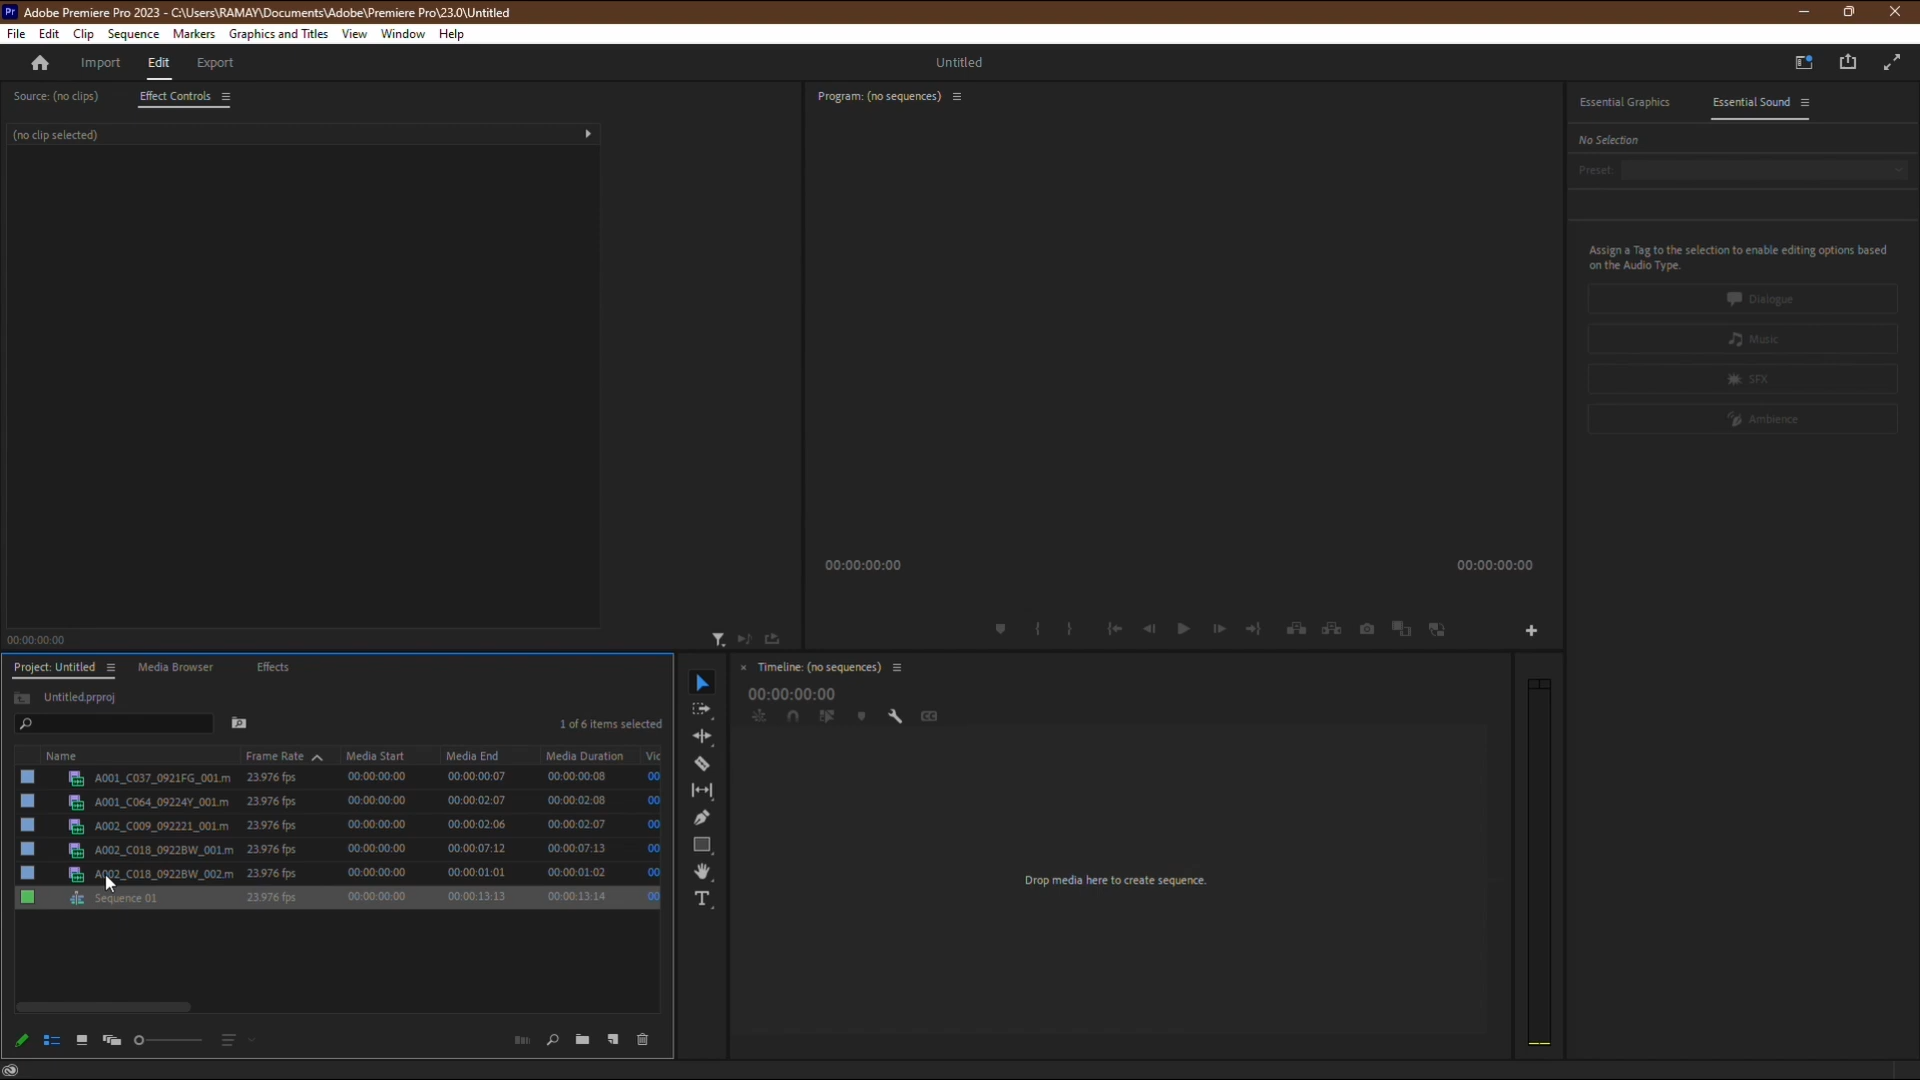 Pr Adobe Premiere Pro 2023 - C:\Users\RAMAY\Documents\Adobe\Premiere Pro\23.0\Untitled
File Edit Clip Sequence Markers Graphics and Titles View Window Help
Import Edit Export Untitled
Source: (no clips) Effect Controls
(no clip selected)
00:00:00:00
Program: (no sequences)
00:00:00:00 00:00:00:00
Essential Graphics Essential Sound
No Selection
Preset:
Assign a Tag to the selection to enable editing options based
on the Audio Type.
Dialogue
Music
SFX
Ambience
Project: Untitled Media Browser Effects
Untitled.prproj
1 of 6 items selected
Name Frame Rate Media Start Media End Media Duration Vic
A001_C037_0921FG_001.m 23.976 fps 00:00:00:00 00:00:00:07 00:00:00:08 00
A001_C064_09224Y_001.m 23.976 fps 00:00:00:00 00:00:02:07 00:00:02:08 00
A002_C009_092221_001.m 23.976 fps 00:00:00:00 00:00:02:06 00:00:02:07 00
A002_C018_0922BW_001.m 23.976 fps 00:00:00:00 00:00:07:12 00:00:07:13 00
A002_C018_0922BW_002.m 23.976 fps 00:00:00:00 00:00:01:01 00:00:01:02 00
Sequence 01 23.976 fps 00:00:00:00 00:00:13:13 00:00:13:14 00
× Timeline: (no sequences)
00:00:00:00
Drop media here to create sequence.